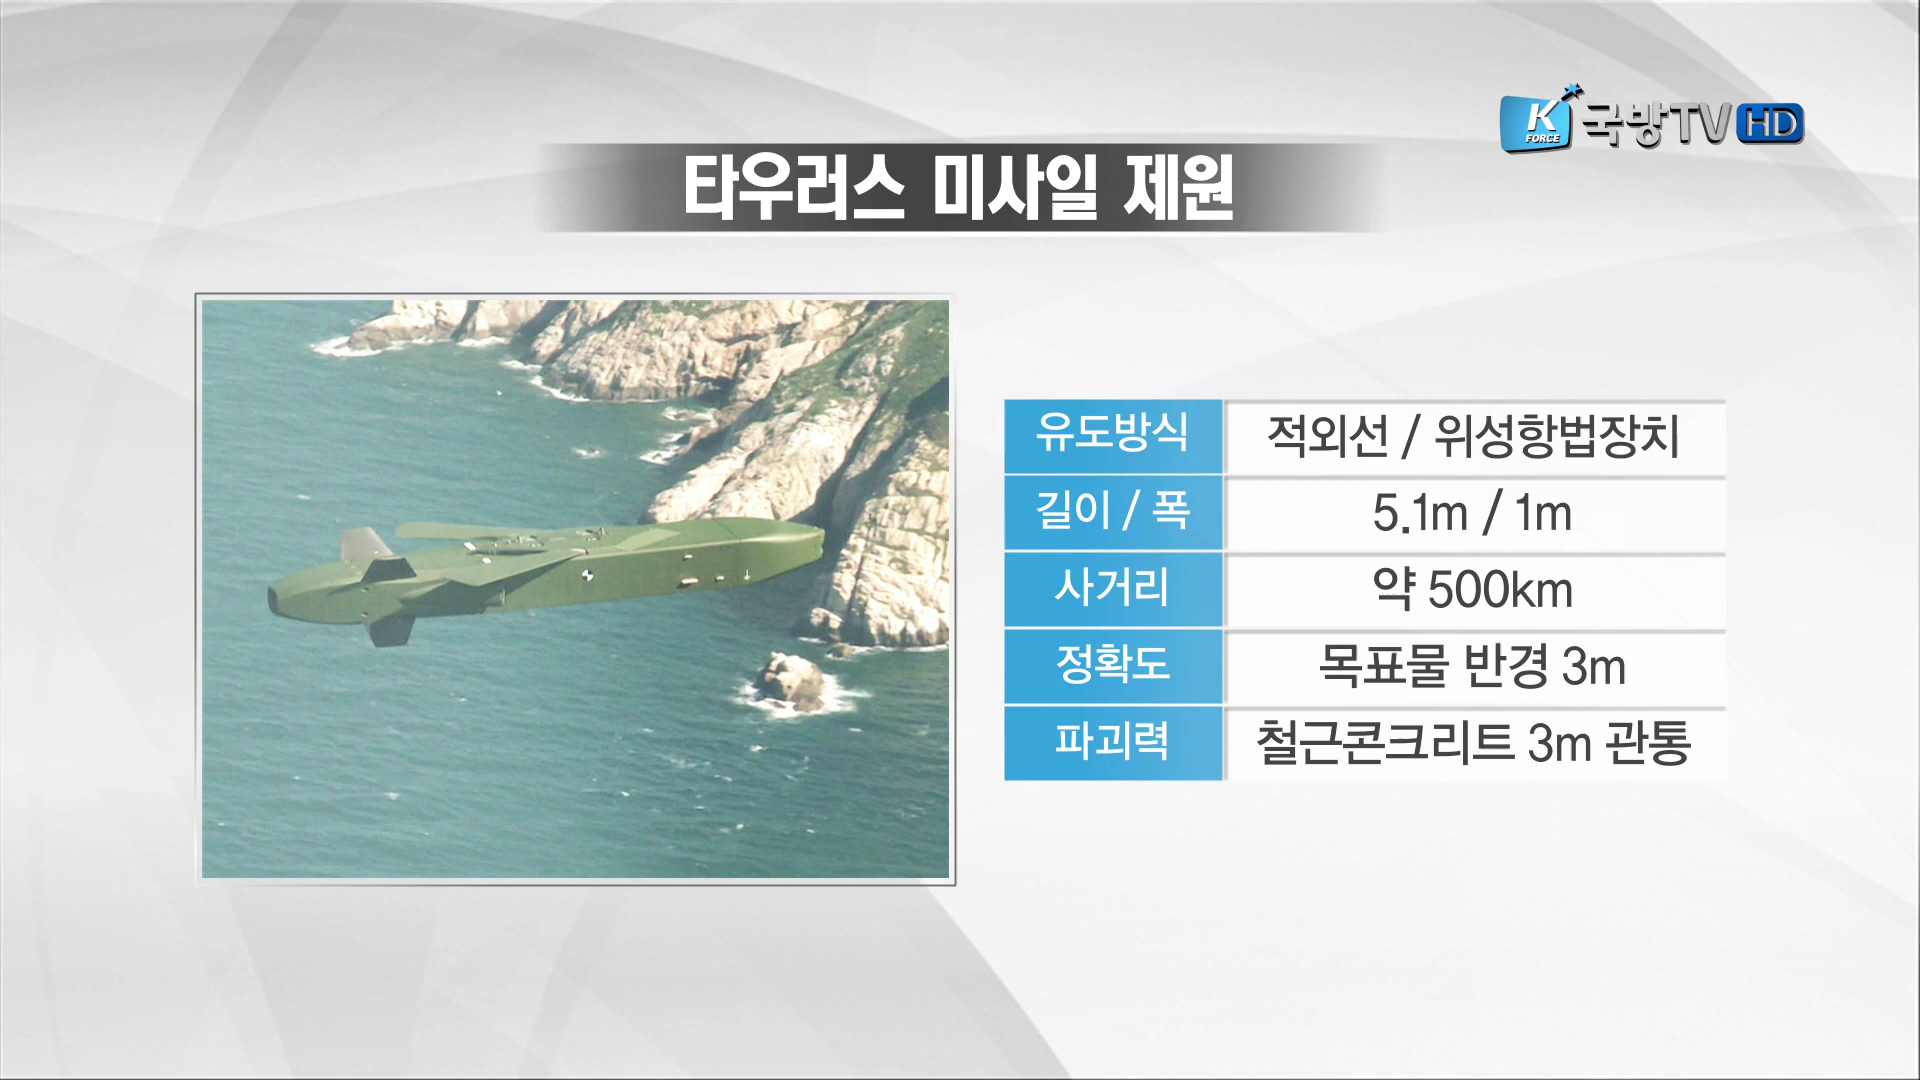 K FORCE 국방TV HD
타우러스 미사일 제원
유도방식 적외선 / 위성항법장치
길이 / 폭 5.1m / 1m
사거리 약 500km
정확도 목표물 반경 3m
파괴력 철근콘크리트 3m 관통